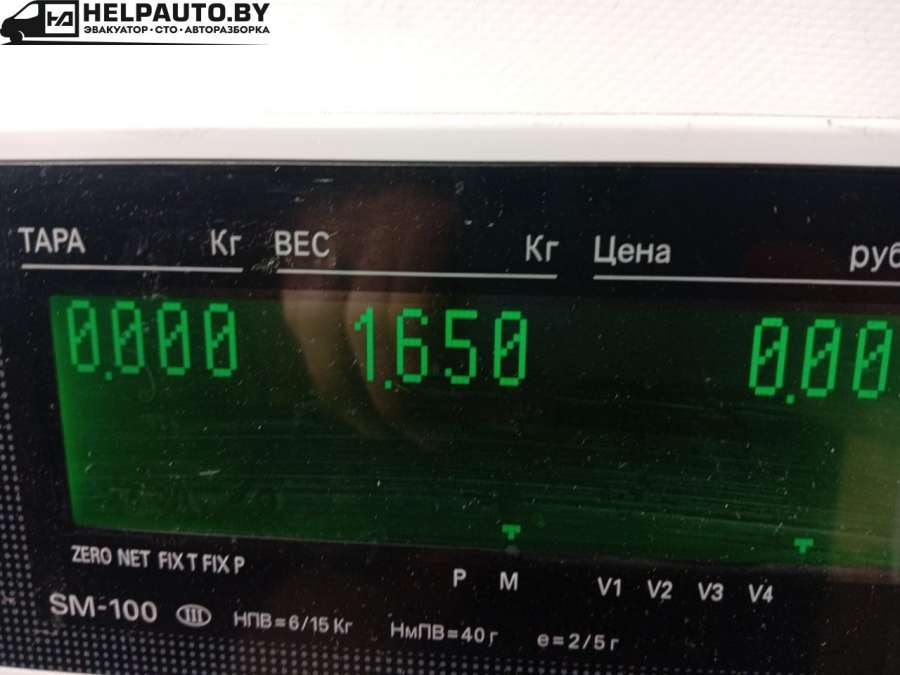 HELPAUTO.BY
ЭВАКУАТОР · СТО · АВТОРАЗБОРКА
ТАРА Кг ВЕС Кг Цена руб
0.000 1.650 0.00
ZERO NET FIX T FIX P
P M V1 V2 V3 V4
SM-100 III НПВ=6/15 Кг НмПВ=40 г e=2/5 г